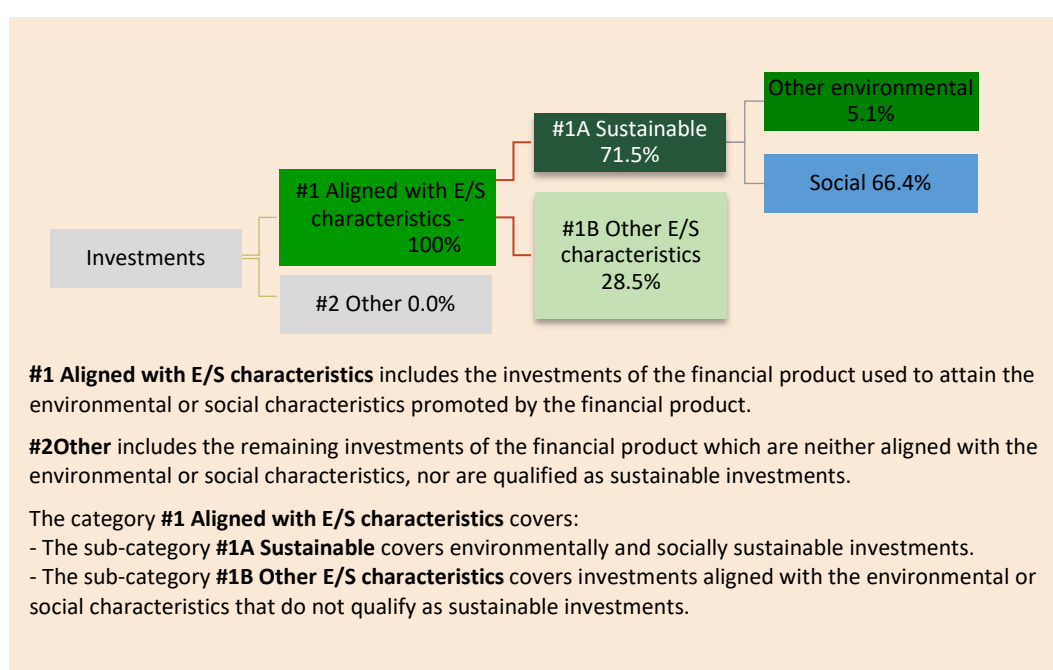 Other environmental
5.1%
#1A Sustainable
71.5%
Social 66.4%
#1 Aligned with E/S
characteristics -
100%
#1B Other E/S
characteristics
28.5%
Investments
#2 Other 0.0%
#1 Aligned with E/S characteristics includes the investments of the financial product used to attain the
environmental or social characteristics promoted by the financial product.
#2Other includes the remaining investments of the financial product which are neither aligned with the
environmental or social characteristics, nor are qualified as sustainable investments.
The category #1 Aligned with E/S characteristics covers:
- The sub-category #1A Sustainable covers environmentally and socially sustainable investments.
- The sub-category #1B Other E/S characteristics covers investments aligned with the environmental or
social characteristics that do not qualify as sustainable investments.